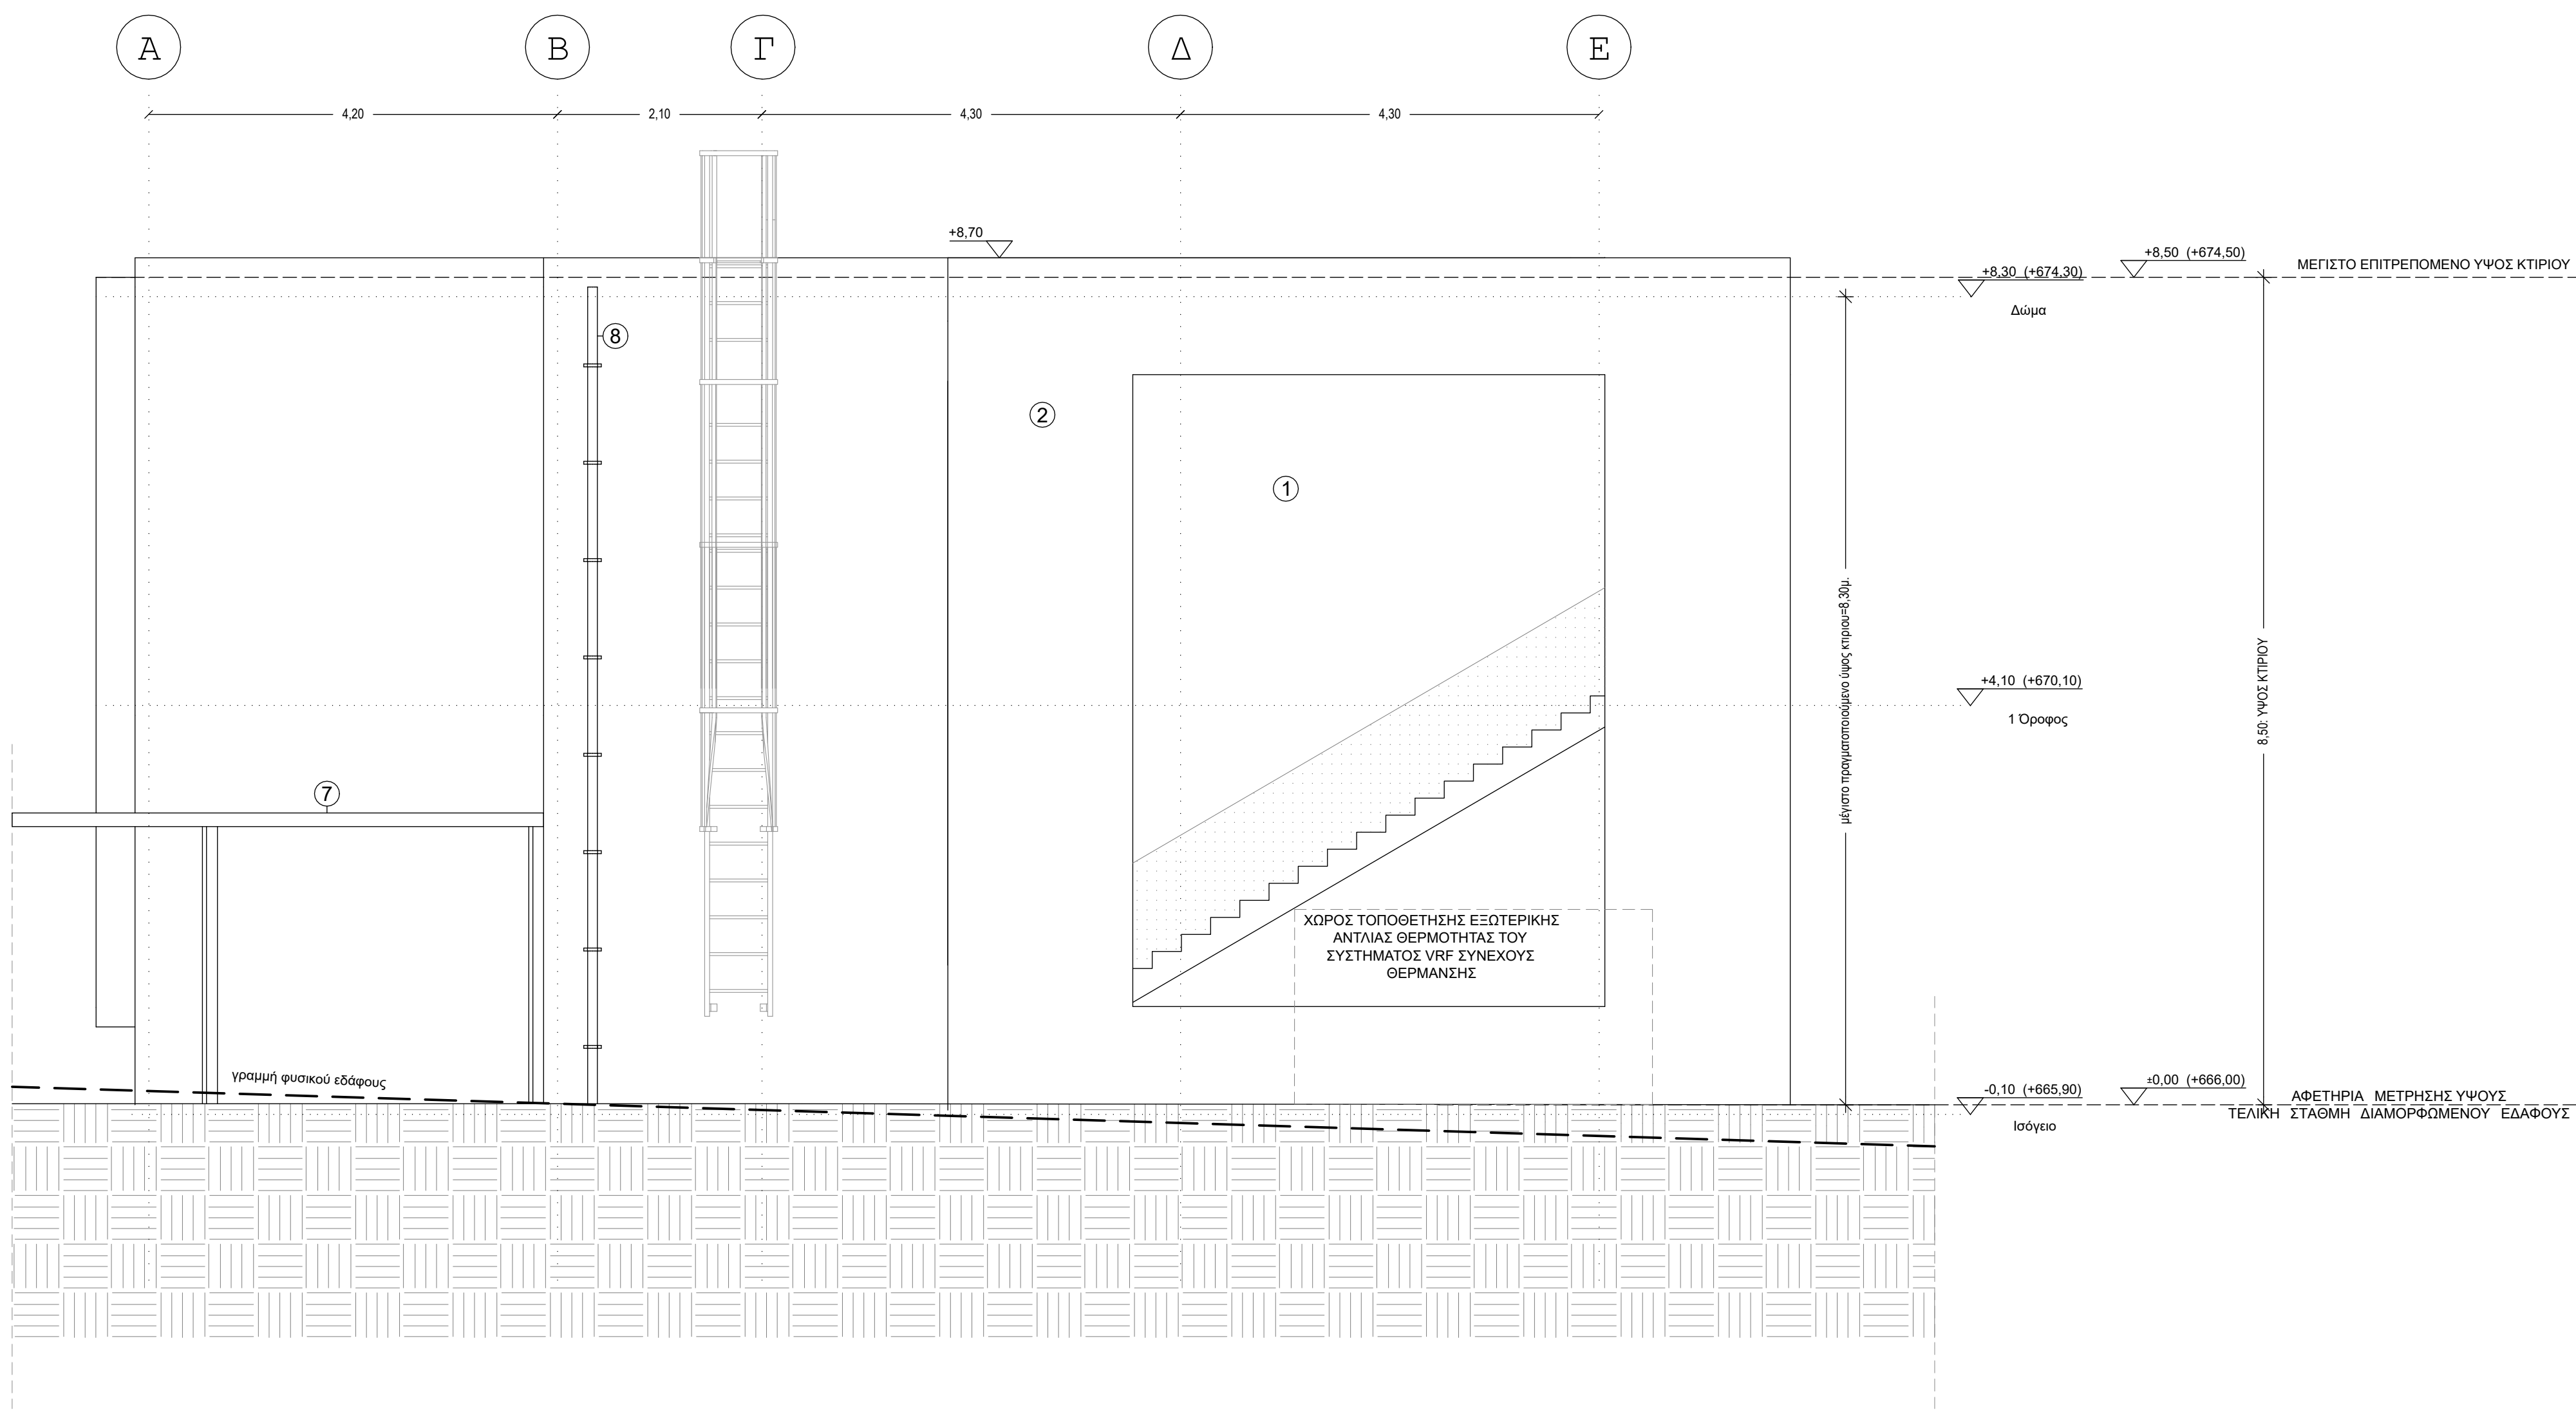 Α Β Γ Δ Ε
4,20 2,10 4,30 4,30
+8,70
+8,50 (+674,50)
ΜΕΓΙΣΤΟ ΕΠΙΤΡΕΠΟΜΕΝΟ ΥΨΟΣ ΚΤΙΡΙΟΥ
+8,30 (+674,30)
Δώμα
8
2
1
μέγιστο πραγματοποιούμενο ύψος κτιρίου=8,30μ.
8,50: ΥΨΟΣ ΚΤΙΡΙΟΥ
+4,10 (+670,10)
1 Όροφος
7
ΧΩΡΟΣ ΤΟΠΟΘΕΤΗΣΗΣ ΕΞΩΤΕΡΙΚΗΣ
ΑΝΤΛΙΑΣ ΘΕΡΜΟΤΗΤΑΣ ΤΟΥ
ΣΥΣΤΗΜΑΤΟΣ VRF ΣΥΝΕΧΟΥΣ
ΘΕΡΜΑΝΣΗΣ
γραμμή φυσικού εδάφους
-0,10 (+665,90)
Ισόγειο
±0,00 (+666,00)
ΑΦΕΤΗΡΙΑ ΜΕΤΡΗΣΗΣ ΥΨΟΥΣ
ΤΕΛΙΚΗ ΣΤΑΘΜΗ ΔΙΑΜΟΡΦΩΜΕΝΟΥ ΕΔΑΦΟΥΣ